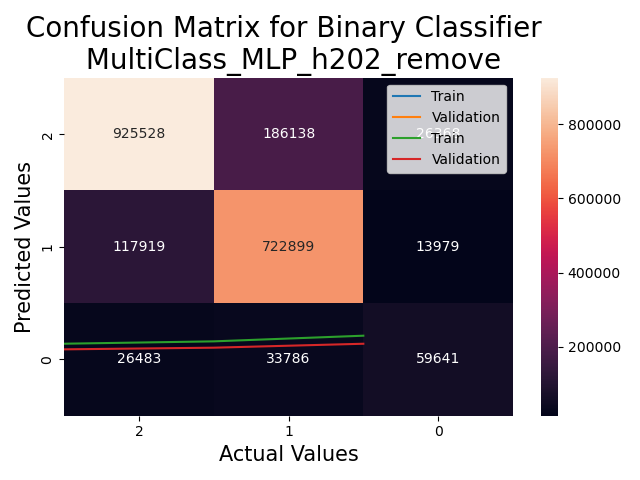 Confusion Matrix for Binary Classifier
MultiClass_MLP_h202_remove
Train
Validation
Train
Validation
2
925528
186138
1
117919
722899
13979
0
26483
33786
59641
2
1
0
Predicted Values
Actual Values
800000
600000
400000
200000